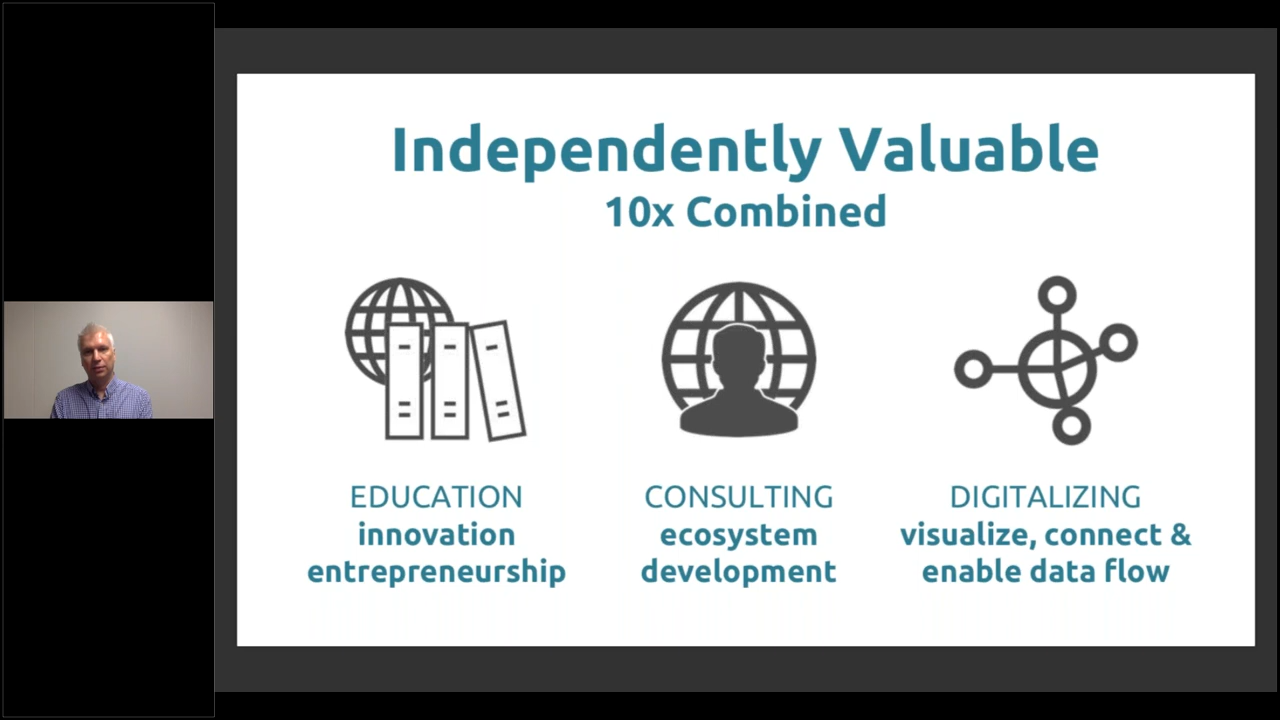 Independently Valuable
10x Combined
EDUCATION
innovation
entrepreneurship
CONSULTING
ecosystem
development
DIGITALIZING
visualize, connect &
enable data flow